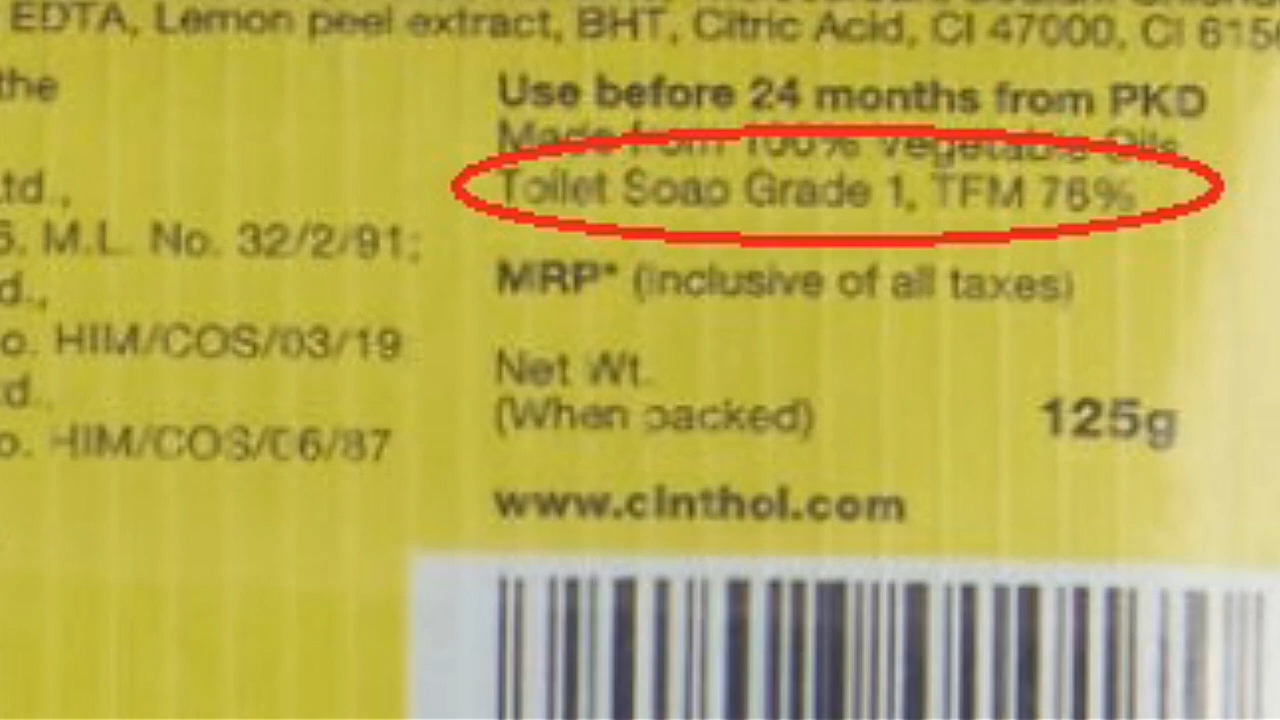 EDTA, Lemon peel extract, BHT, Citric Acid, CI 47000, CI
the
Use before 24 months from PKD
Made from 100% Vegetable Oils
td.,
Toilet Soap Grade 1, TFM 76%
M.L. No. 32/2/91;
d.,
MRP* (inclusive of all taxes)
o. HIM/COS/03/19
Net Wt.
d.
(When packed)
125g
o. HIM/COS/06/87
www.cinthol.com